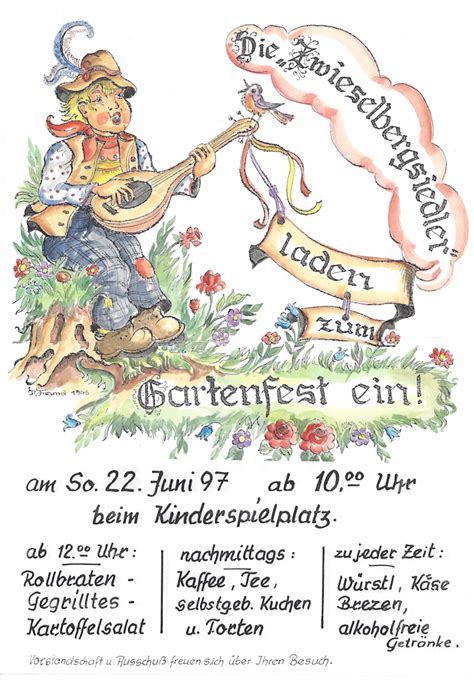 Die „Zwieselbergsiedler"
laden
zum
Gartenfest ein!
am So. 22. Juni 97 ab 10.00 Uhr
beim Kinderspielplatz.
ab 12.00 Uhr:
Rollbraten -
Gegrilltes -
Kartoffelsalat
nachmittags:
Kaffee, Tee,
selbstgeb. Kuchen
u. Torten
zu jeder Zeit:
Würstl, Käse
Brezen,
alkoholfreie
Getränke.
Vorstandschaft u. Ausschuß freuen sich über Ihren Besuch.